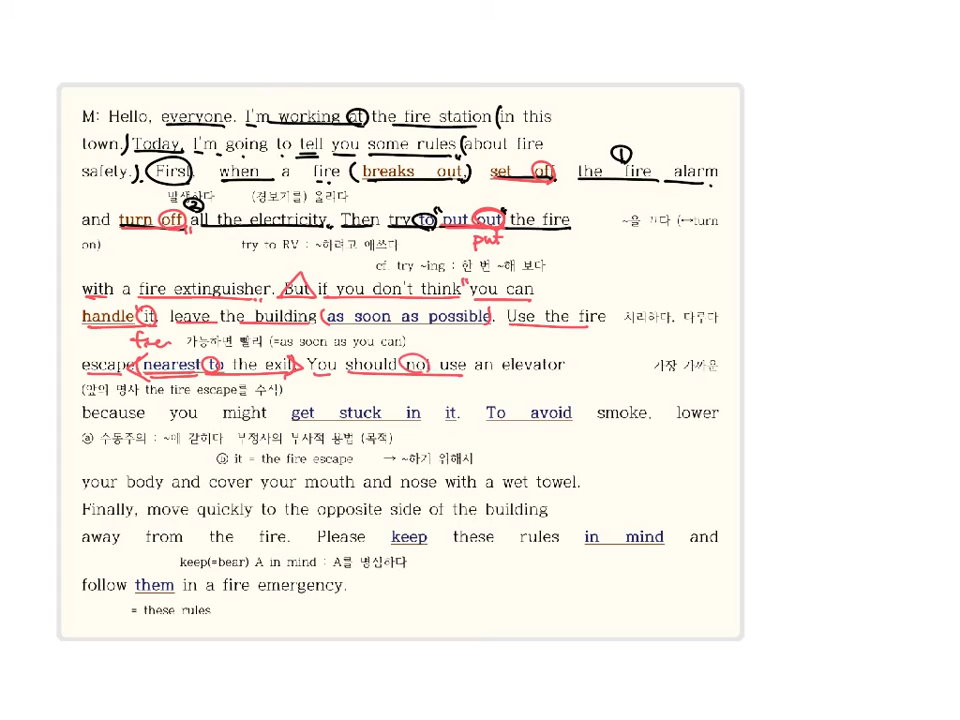 M: Hello, everyone. I'm working at the fire station (in this
town.) Today, I'm going to tell you some rules (about fire
①
safety.). First, when a fire (breaks out,) set off the fire alarm
발생하다 (경보기를) 울리다
②
and turn off all the electricity. Then try to put out the fire ~을 끄다 (↔turn
put
on) try to RV : ~하려고 애쓰다
cf. try ~ing : 한 번 ~해 보다
with a fire extinguisher. But if you don't think you can
handle it, leave the building (as soon as possible). Use the fire 처리하다, 다루다
fire 가능하면 빨리 (=as soon as you can)
escape nearest to the exit. You should not use an elevator 가장 가까운
(앞의 명사 the fire escape를 수식)
because you might get stuck in it. To avoid smoke, lower
ⓐ 수동주의 : ~에 갇히다 부정사의 부사적 용법 (목적)
ⓑ it = the fire escape → ~하기 위해서
your body and cover your mouth and nose with a wet towel.
Finally, move quickly to the opposite side of the building
away from the fire. Please keep these rules in mind and
keep(=bear) A in mind : A를 명심하다
follow them in a fire emergency.
= these rules